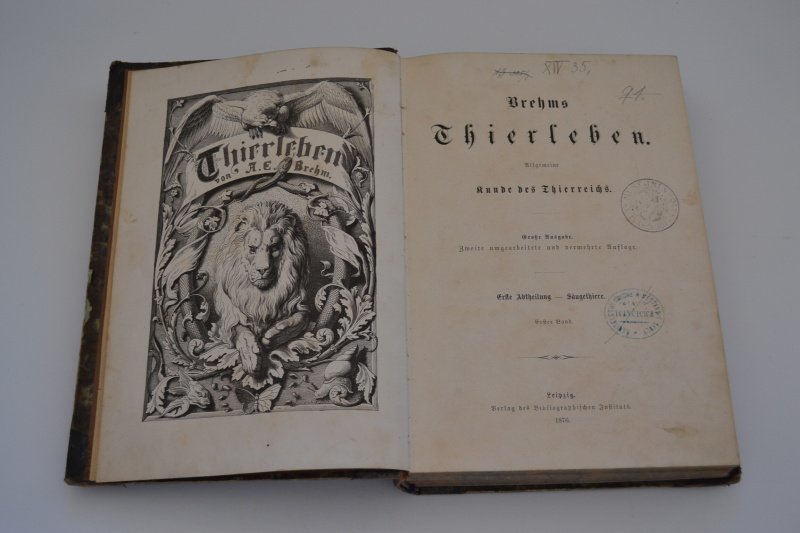 Thierleben
von A. E. Brehm.
XIV 35,
71.
Brehms
Thierleben.
Allgemeine
Kunde des Thierreichs.
Große Ausgabe.
Zweite umgearbeitete und vermehrte Auflage.
Erste Abtheilung — Säugethiere.
Erster Band.
Leipzig.
Verlag des Bibliographischen Instituts.
1876.